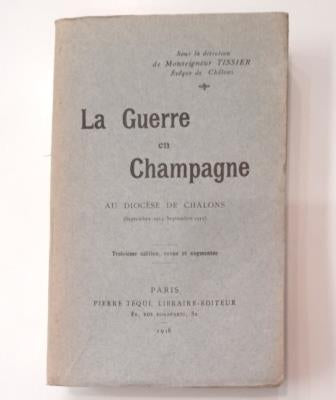 Sous la direction
de Monseigneur TISSIER
Évêque de Châlons
La Guerre
en
Champagne
AU DIOCÈSE DE CHALONS
(Septembre 1914 Septembre 1915)
Troisième édition, revue et augmentée
PARIS
PIERRE TÉQUI, LIBRAIRE-ÉDITEUR
82, RUE BONAPARTE, 82
1916